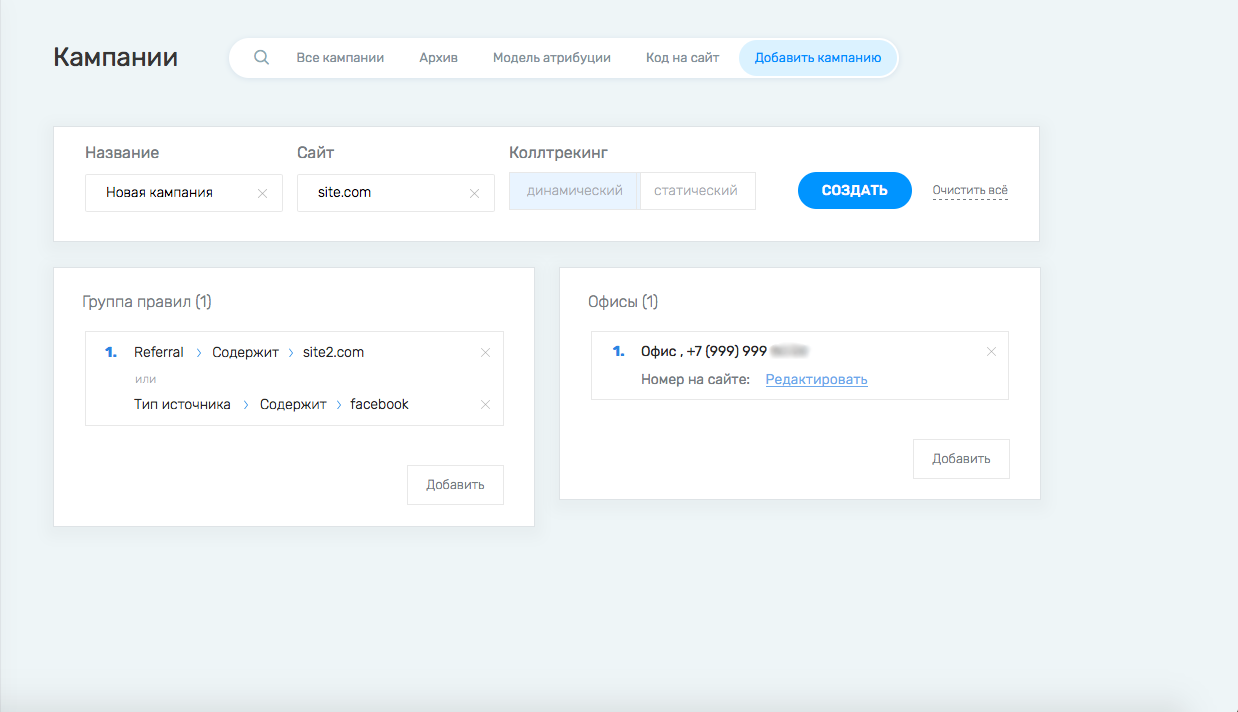 Кампании
Все кампании Архив Модель атрибуции Код на сайт Добавить кампанию
Название Сайт Коллтрекинг
Новая кампания site.com динамический статический СОЗДАТЬ Очистить всё
Группа правил (1)
1. Referral > Содержит > site2.com
или
Тип источника > Содержит > facebook
Добавить
Офисы (1)
1. Офис , +7 (999) 999
Номер на сайте: Редактировать
Добавить